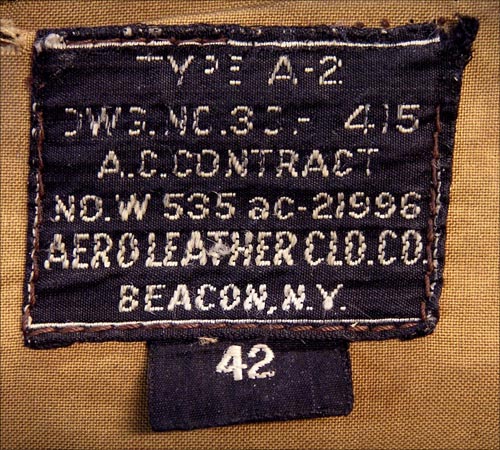 TYPE A-2
DWG.NO.30- 415
A.C.CONTRACT
NO.W 535 ac-21996
AERO LEATHER CLO.CO.
BEACON, N.Y.
42